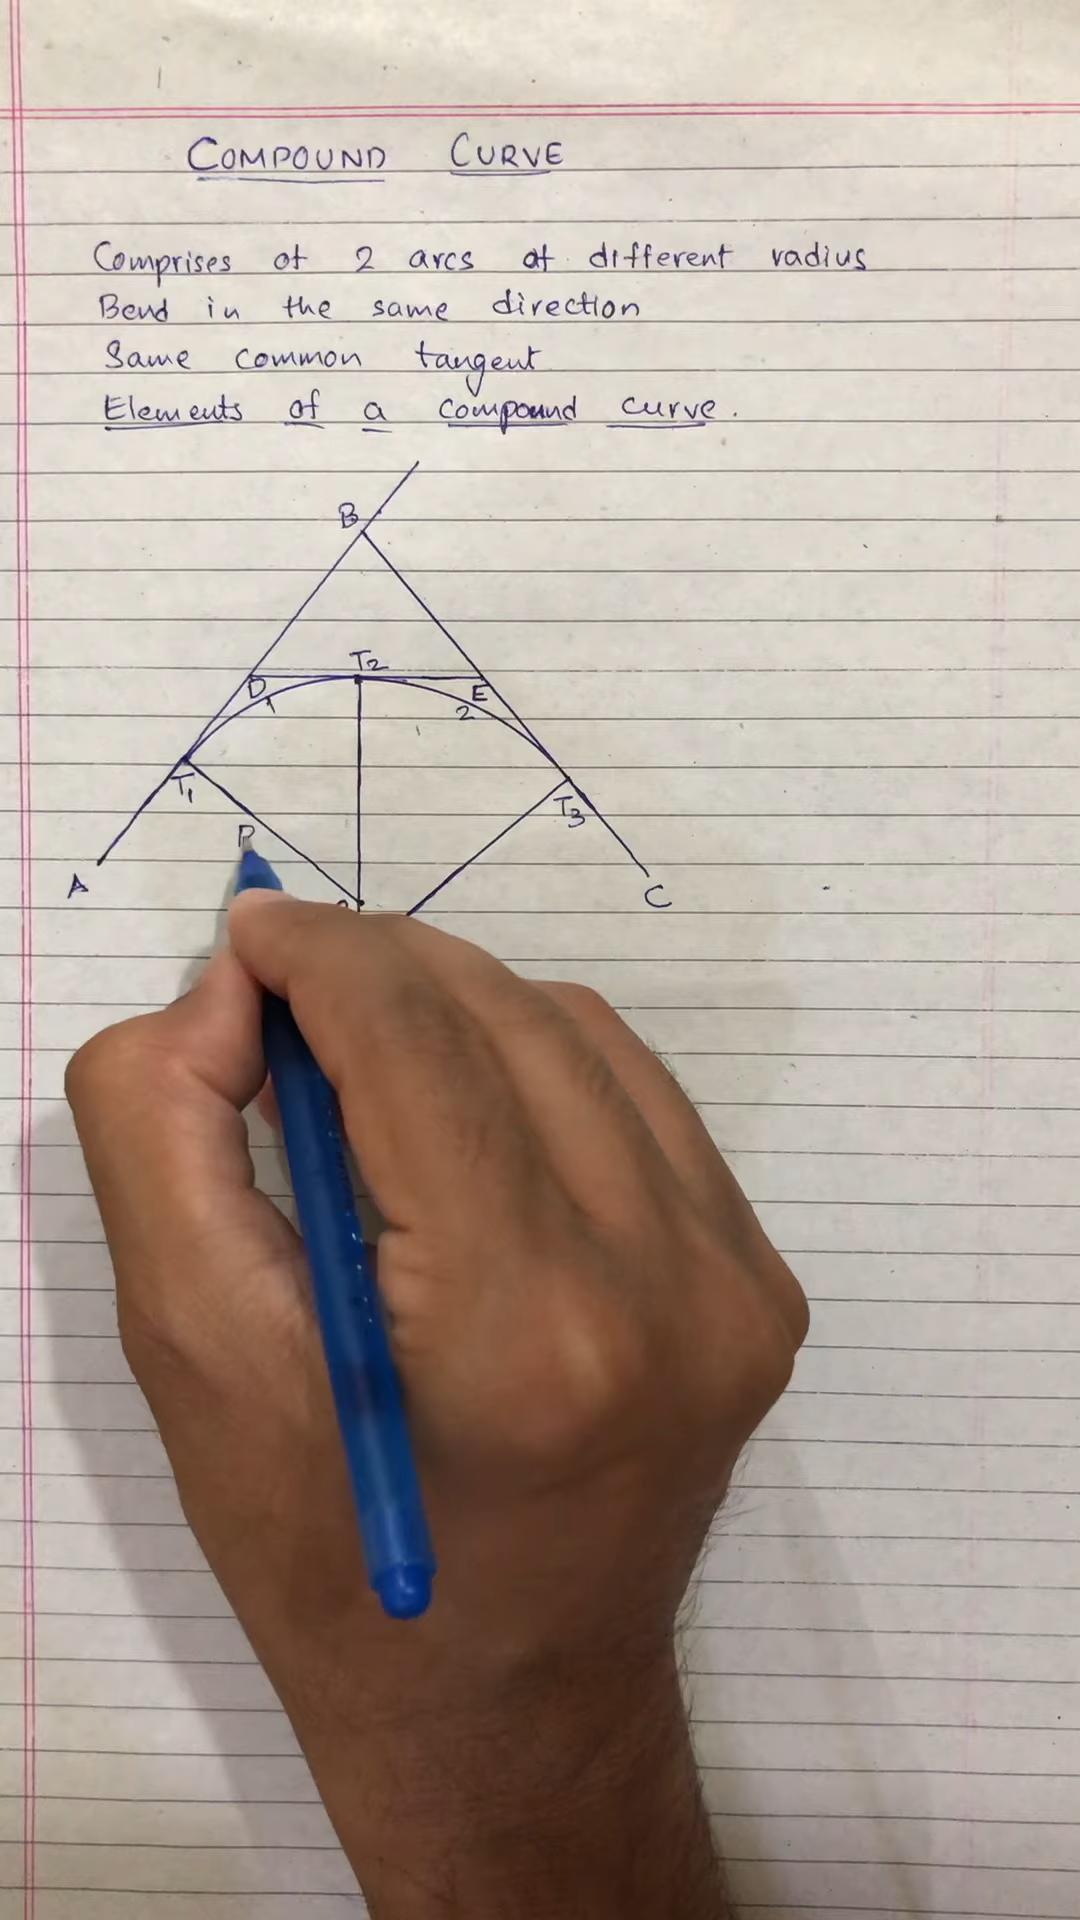 COMPOUND CURVE
Comprises of 2 arcs of different radius
Bend in the same direction
Same common tangent
Elements of a compound curve.
B
T2
D
E
1
2
T1
T3
A
C